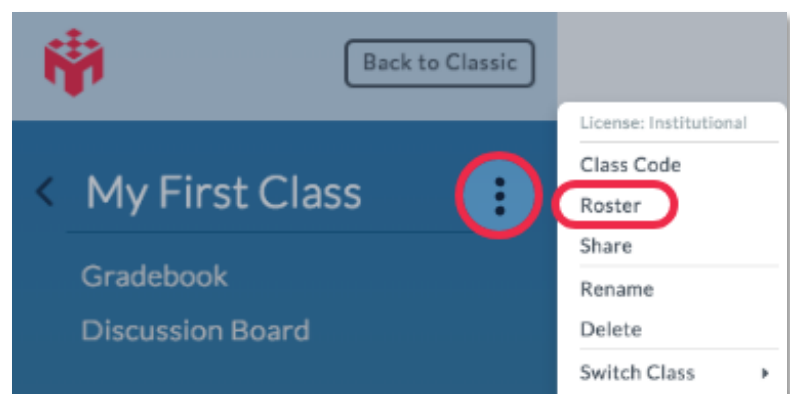 Back to Classic
My First Class
Gradebook
Discussion Board
License: Institutional
Class Code
Roster
Share
Rename
Delete
Switch Class